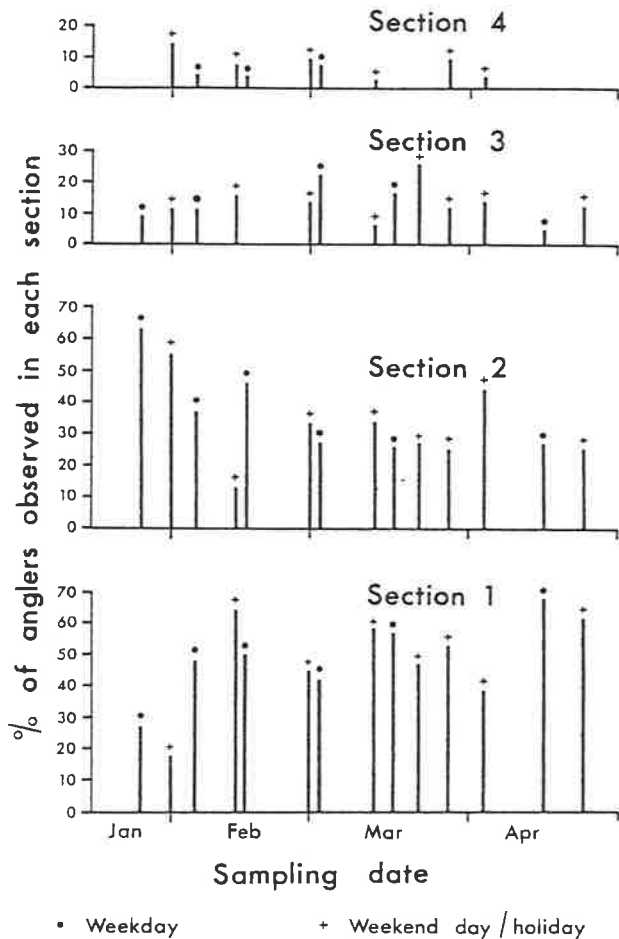 Section 4
20
10
0
Section 3
30
20
10
0
Section 2
70
60
50
40
30
20
10
0
Section 1
70
60
50
40
30
20
10
0
% of anglers observed in each section
Jan Feb Mar Apr
Sampling date
• Weekday + Weekend day / holiday